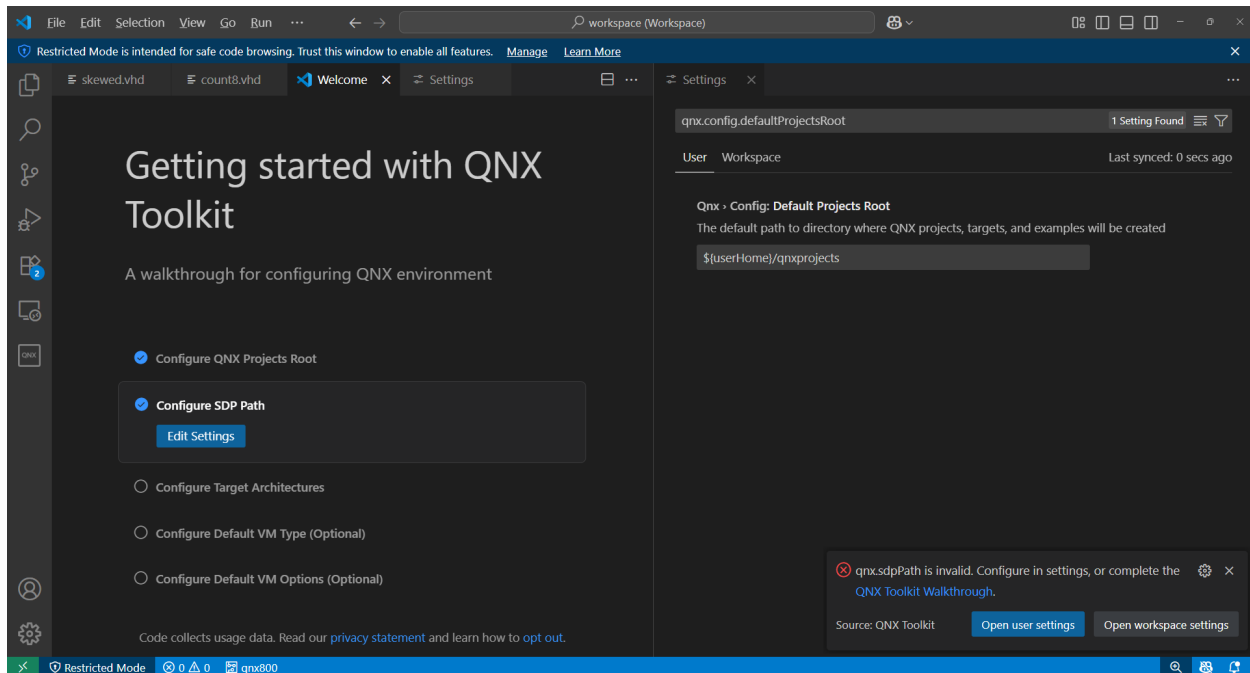 File Edit Selection View Go Run ··· workspace (Workspace)
Restricted Mode is intended for safe code browsing. Trust this window to enable all features. Manage Learn More
skewed.vhd count8.vhd Welcome Settings
Getting started with QNX
Toolkit
A walkthrough for configuring QNX environment
Configure QNX Projects Root
Configure SDP Path
Edit Settings
Configure Target Architectures
Configure Default VM Type (Optional)
Configure Default VM Options (Optional)
Code collects usage data. Read our privacy statement and learn how to opt out.
Settings
qnx.config.defaultProjectsRoot 1 Setting Found
User Workspace Last synced: 0 secs ago
Qnx › Config: Default Projects Root
The default path to directory where QNX projects, targets, and examples will be created
${userHome}/qnxprojects
qnx.sdpPath is invalid. Configure in settings, or complete the
QNX Toolkit Walkthrough.
Source: QNX Toolkit Open user settings Open workspace settings
2
QNX
Restricted Mode 0 0 qnx800